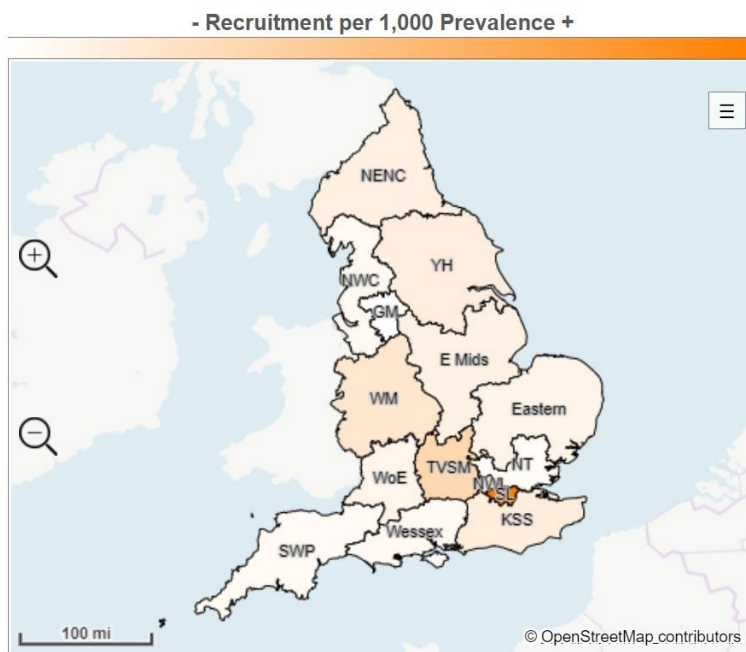 - Recruitment per 1,000 Prevalence +
NENC
YH
NWC
GM
E Mids
WM
Eastern
TVSM
NT
WoE
NWL
SL
KSS
Wessex
SWP
100 mi
© OpenStreetMap contributors